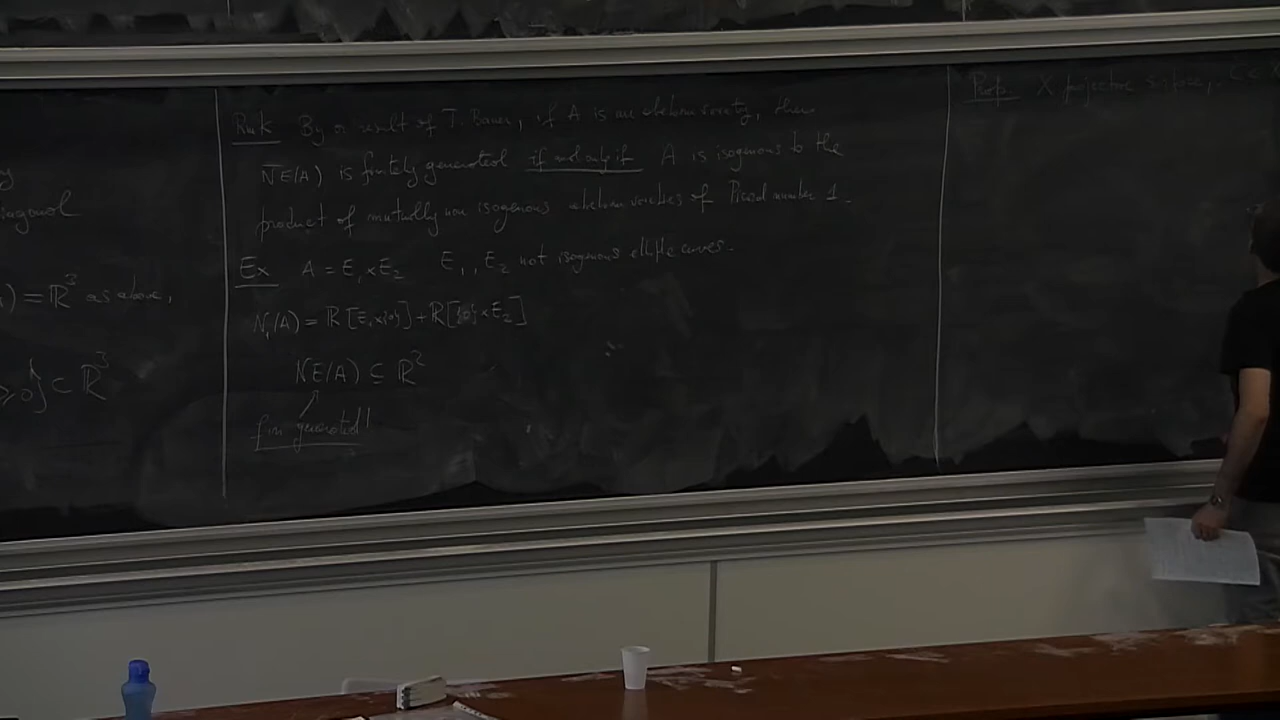 y
iagonal
) = ℝ³ as above,
≥0} ⊂ ℝ³
Rmk By a result of T. Bauer, if A is an abelian variety, then
NE(A) is finitely generated if and only if A is isogenous to the
product of mutually non isogenous abelian varieties of Picard number 1.
Ex A = E₁ × E₂ E₁, E₂ not isogenous elliptic curves.
N₁(A) = ℝ[E₁×{0}] + ℝ[{0}×E₂]
NE(A) ⊆ ℝ²
fin generated!
Prop. X projective surface, C